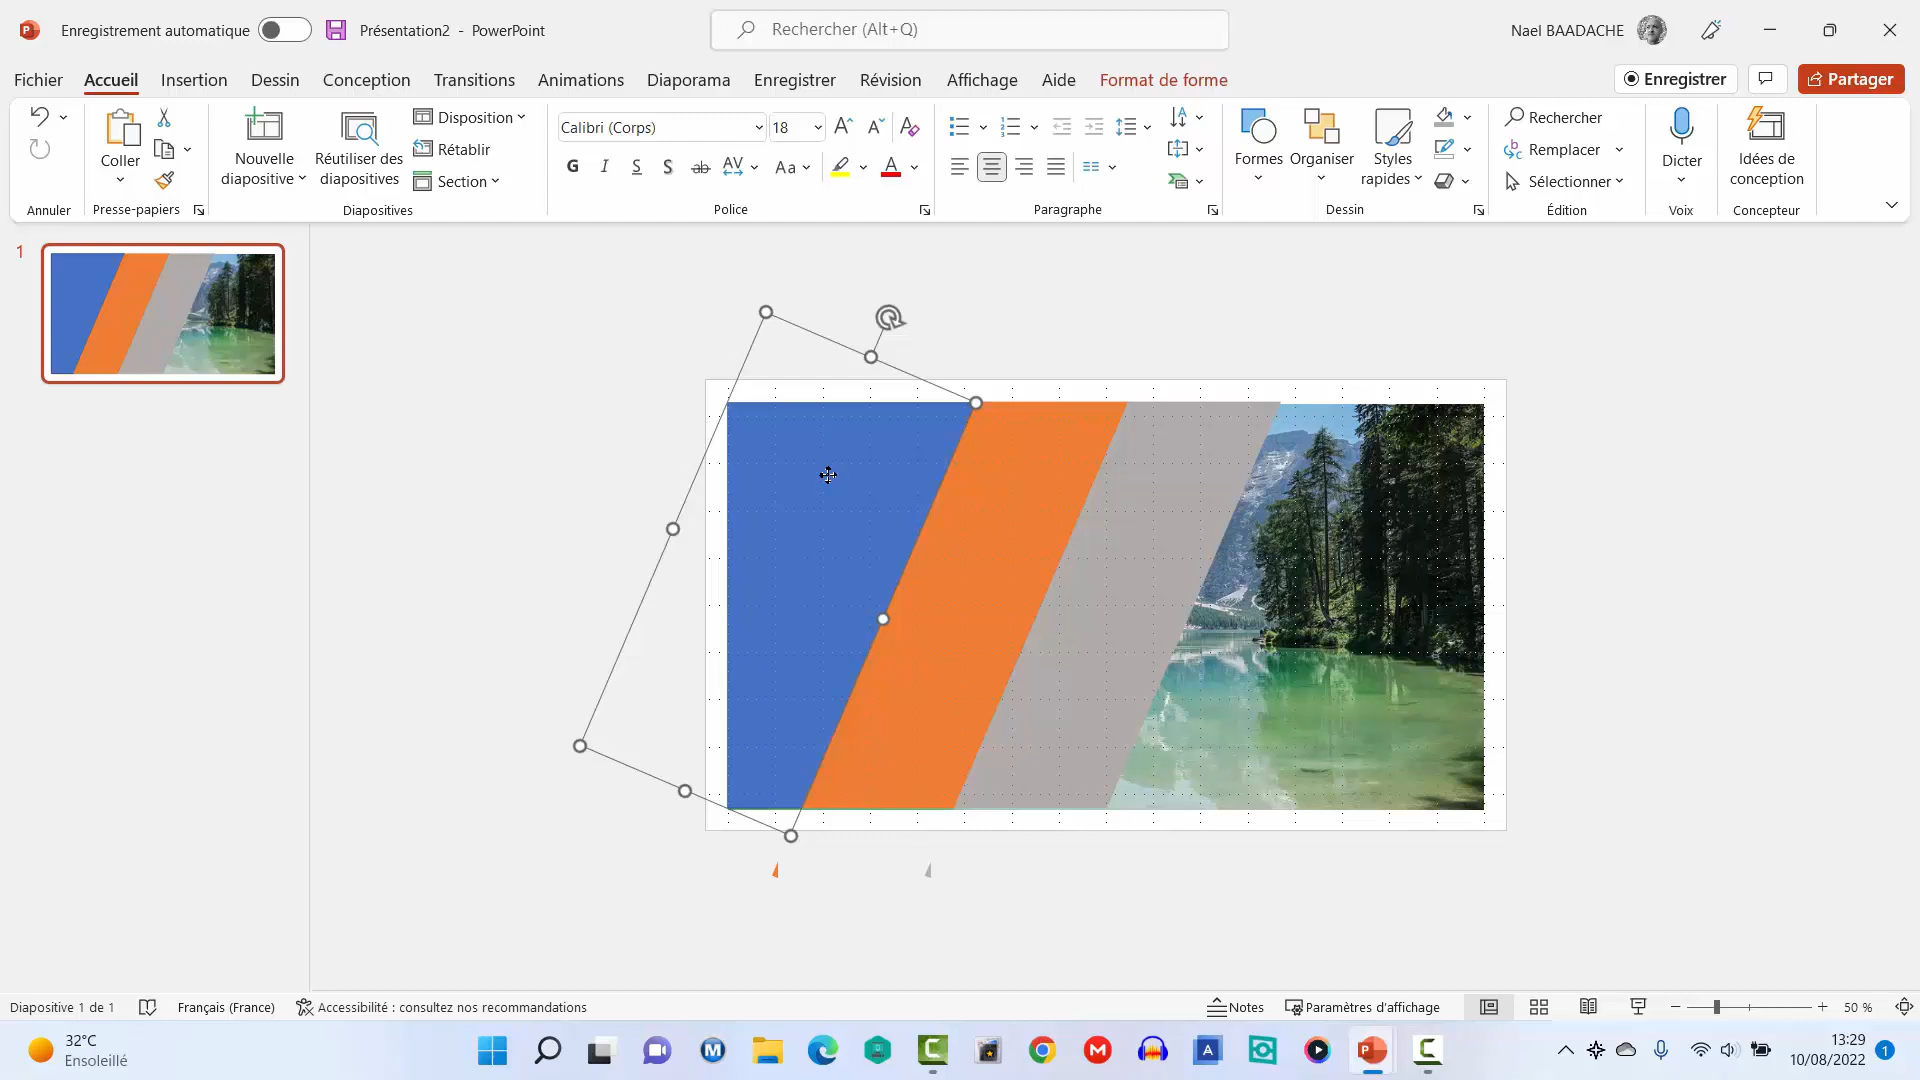 Enregistrement automatique Présentation2 - PowerPoint Rechercher (Alt+Q) Nael BAADACHE
Fichier Accueil Insertion Dessin Conception Transitions Animations Diaporama Enregistrer Révision Affichage Aide Format de forme Enregistrer Partager
Disposition
Calibri (Corps) 18
Rechercher
Coller
Nouvelle diapositive
Réutiliser des diapositives
Rétablir
Section
G I S S ab AV Aa A
Formes
Organiser
Styles rapides
Remplacer
Sélectionner
Dicter
Idées de conception
Annuler Presse-papiers Diapositives Police Paragraphe Dessin Édition Voix Concepteur
1
Diapositive 1 de 1 Français (France) Accessibilité : consultez nos recommandations Notes Paramètres d'affichage 50 %
32°C
Ensoleillé
13:29
10/08/2022
1